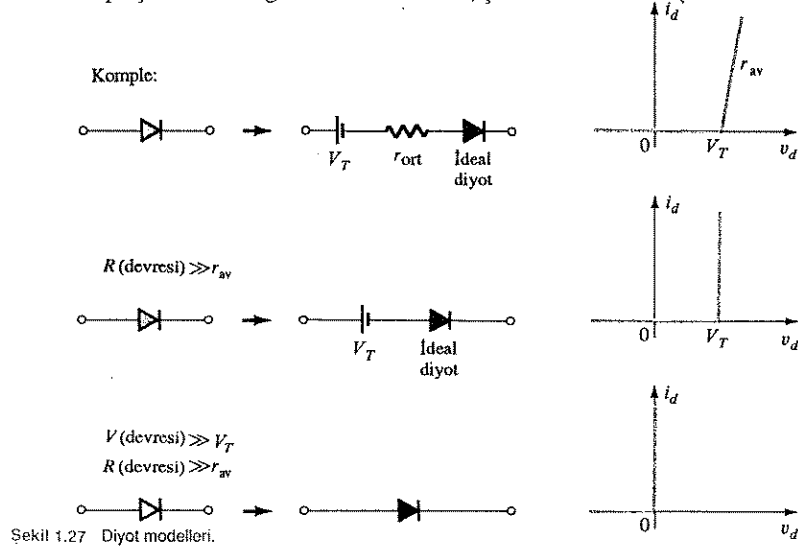 i_d
Komple:
r_av
V_T
r_ort
İdeal
diyot
0
V_T
v_d
i_d
R (devresi) ≫ r_av
V_T
İdeal
diyot
0
V_T
v_d
i_d
V (devresi) ≫ V_T
R (devresi) ≫ r_av
0
v_d
Şekil 1.27 Diyot modelleri.